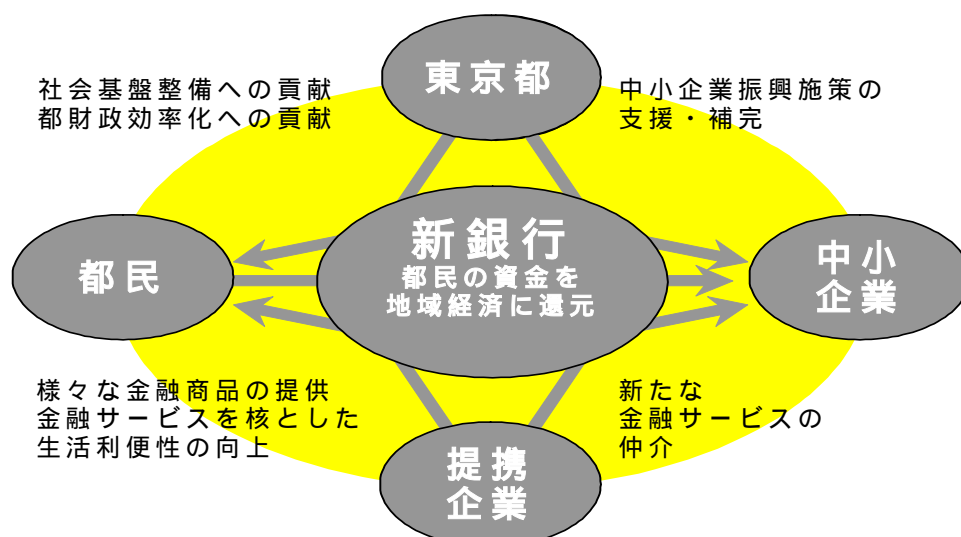 東京都
社会基盤整備への貢献
都財政効率化への貢献
中小企業振興施策の
支援・補完
新銀行
都民の資金を
地域経済に還元
都民
中小
企業
様々な金融商品の提供
金融サービスを核とした
生活利便性の向上
新たな
金融サービスの
仲介
提携
企業